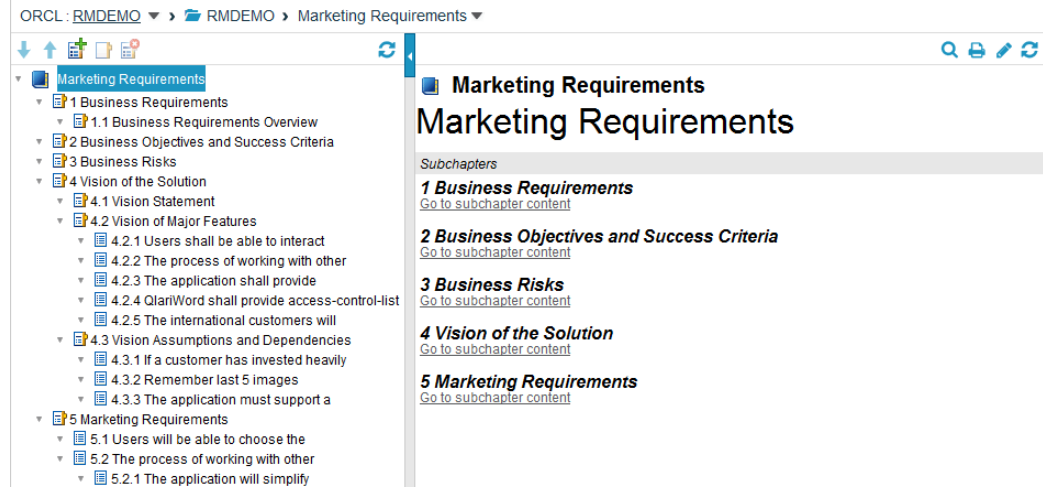 ORCL : RMDEMO RMDEMO Marketing Requirements
Marketing Requirements
1 Business Requirements
1.1 Business Requirements Overview
2 Business Objectives and Success Criteria
3 Business Risks
4 Vision of the Solution
4.1 Vision Statement
4.2 Vision of Major Features
4.2.1 Users shall be able to interact
4.2.2 The process of working with other
4.2.3 The application shall provide
4.2.4 QlariWord shall provide access-control-list
4.2.5 The international customers will
4.3 Vision Assumptions and Dependencies
4.3.1 If a customer has invested heavily
4.3.2 Remember last 5 images
4.3.3 The application must support a
5 Marketing Requirements
5.1 Users will be able to choose the
5.2 The process of working with other
5.2.1 The application will simplify
Marketing Requirements
Marketing Requirements
Subchapters
1 Business Requirements
Go to subchapter content
2 Business Objectives and Success Criteria
Go to subchapter content
3 Business Risks
Go to subchapter content
4 Vision of the Solution
Go to subchapter content
5 Marketing Requirements
Go to subchapter content